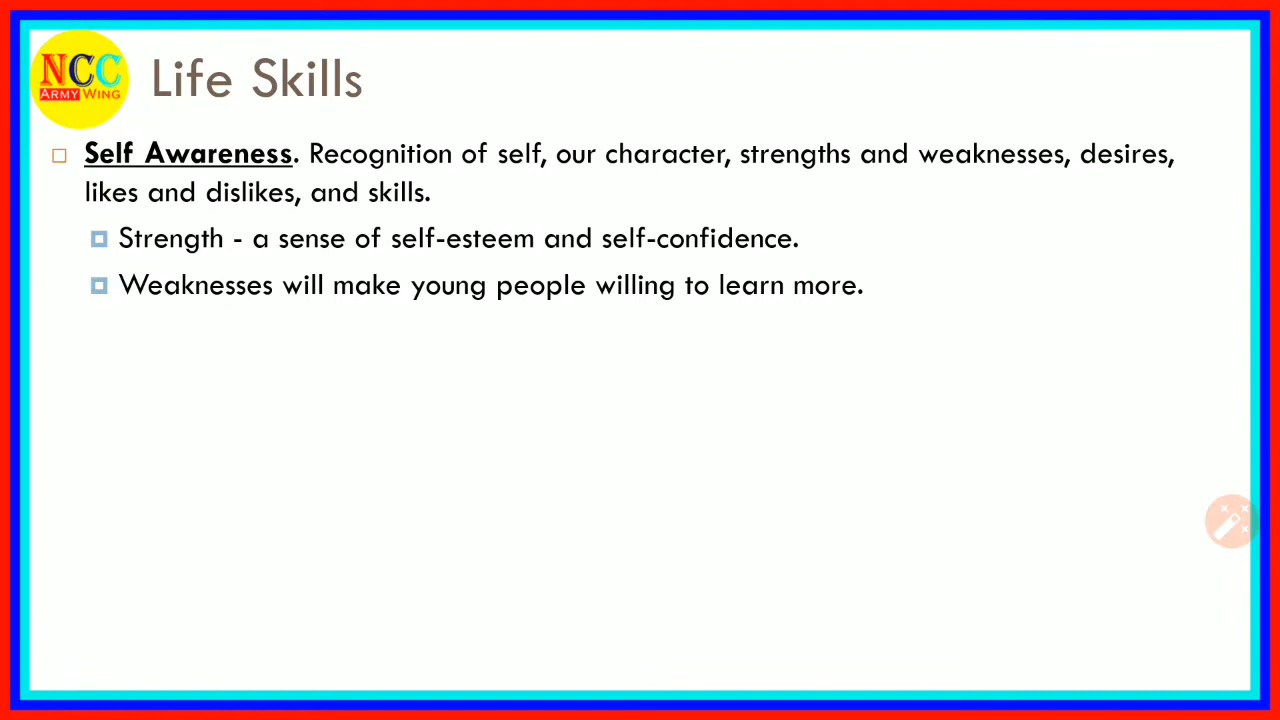 NCC
ARMY WING
Life Skills
Self Awareness. Recognition of self, our character, strengths and weaknesses, desires,
likes and dislikes, and skills.
Strength - a sense of self-esteem and self-confidence.
Weaknesses will make young people willing to learn more.